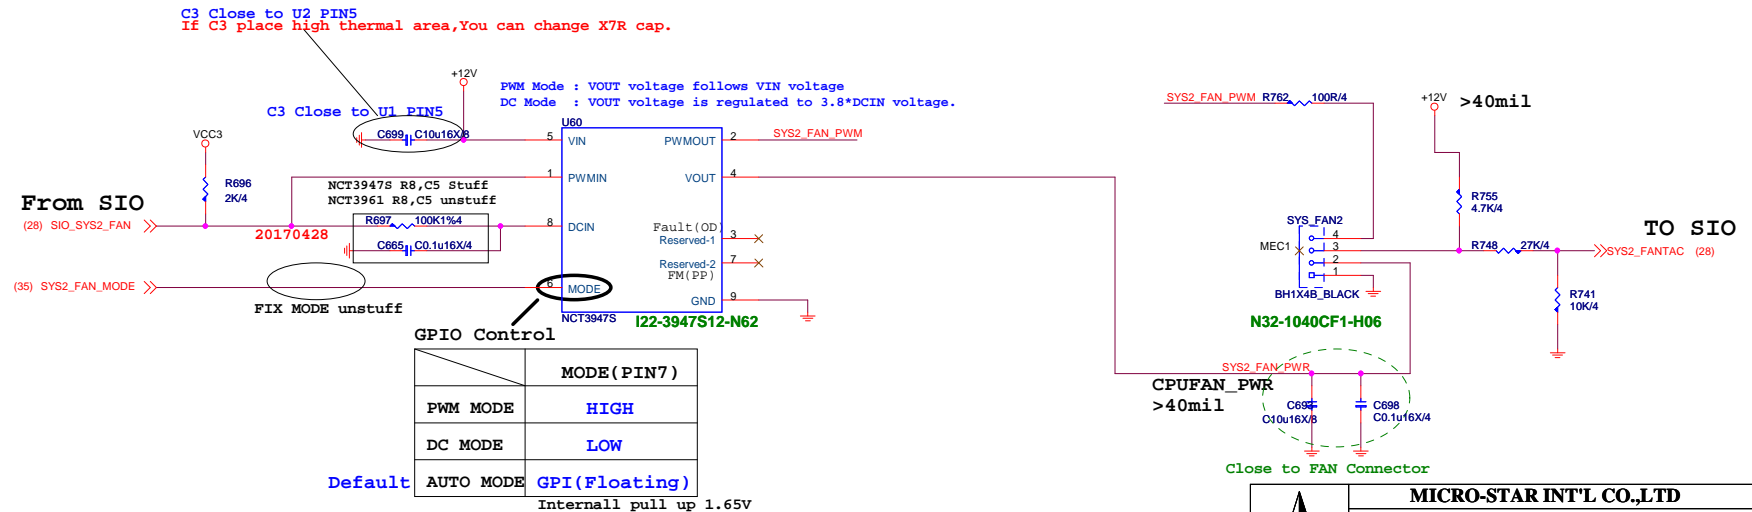 C3 Close to U2 PIN5
If C3 place high thermal area,You can change X7R cap.
+12V
PWM Mode : VOUT voltage follows VIN voltage
DC Mode : VOUT voltage is regulated to 3.8*DCIN voltage.
C3 Close to U1 PIN5
C699 C10u16X/8
VCC3
R696
2K/4
U60
5 VIN
PWMOUT 2
SYS2_FAN_PWM
1 PWMIN
VOUT 4
NCT3947S R8,C5 Stuff
NCT3961 R8,C5 unstuff
From SIO
(28) SIO_SYS2_FAN
20170428
R697 100K1%4
C665 C0.1u16X/4
8 DCIN
Fault(OD)
Reserved-1 3
Reserved-2 7
FM(PP)
(35) SYS2_FAN_MODE
FIX MODE unstuff
6 MODE
GND 9
NCT3947S
I22-3947S12-N62
GPIO Control
MODE(PIN7)
PWM MODE HIGH
DC MODE LOW
Default AUTO MODE GPI(Floating)
Internall pull up 1.65V
SYS2_FAN_PWM R762 100R/4
+12V >40mil
R755
4.7K/4
SYS_FAN2
MEC1
4
3
2
1
BH1X4B_BLACK
N32-1040CF1-H06
R748 27K/4
TO SIO
SYS2_FANTAC (28)
R741
10K/4
SYS2_FAN_PWR
CPUFAN_PWR
>40mil
C10u16X/8
C698
C0.1u16X/4
Close to FAN Connector
MICRO-STAR INT'L CO.,LTD